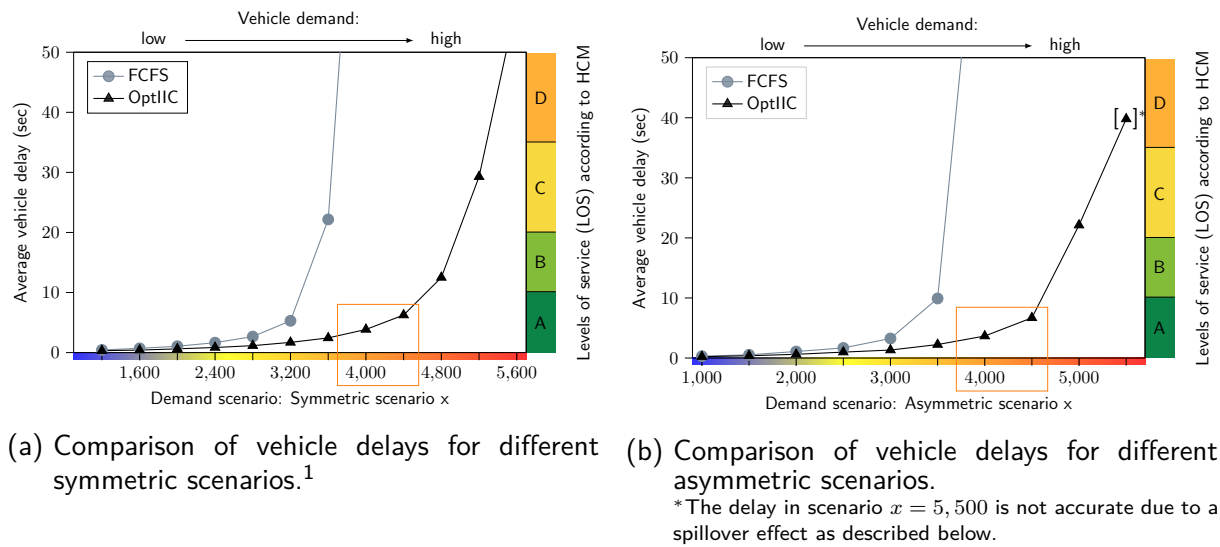 Vehicle demand:
low high
50
40
30
20
10
0
Average vehicle delay (sec)
FCFS
OptIIC
D
C
B
A
Levels of service (LOS) according to HCM
1,600 2,400 3,200 4,000 4,800 5,600
Demand scenario: Symmetric scenario x
(a) Comparison of vehicle delays for different
symmetric scenarios.¹
Vehicle demand:
low high
50
40
30
20
10
0
Average vehicle delay (sec)
FCFS
OptIIC
[ ]*
D
C
B
A
Levels of service (LOS) according to HCM
1,000 2,000 3,000 4,000 5,000
Demand scenario: Asymmetric scenario x
(b) Comparison of vehicle delays for different
asymmetric scenarios.
*The delay in scenario x = 5, 500 is not accurate due to a
spillover effect as described below.